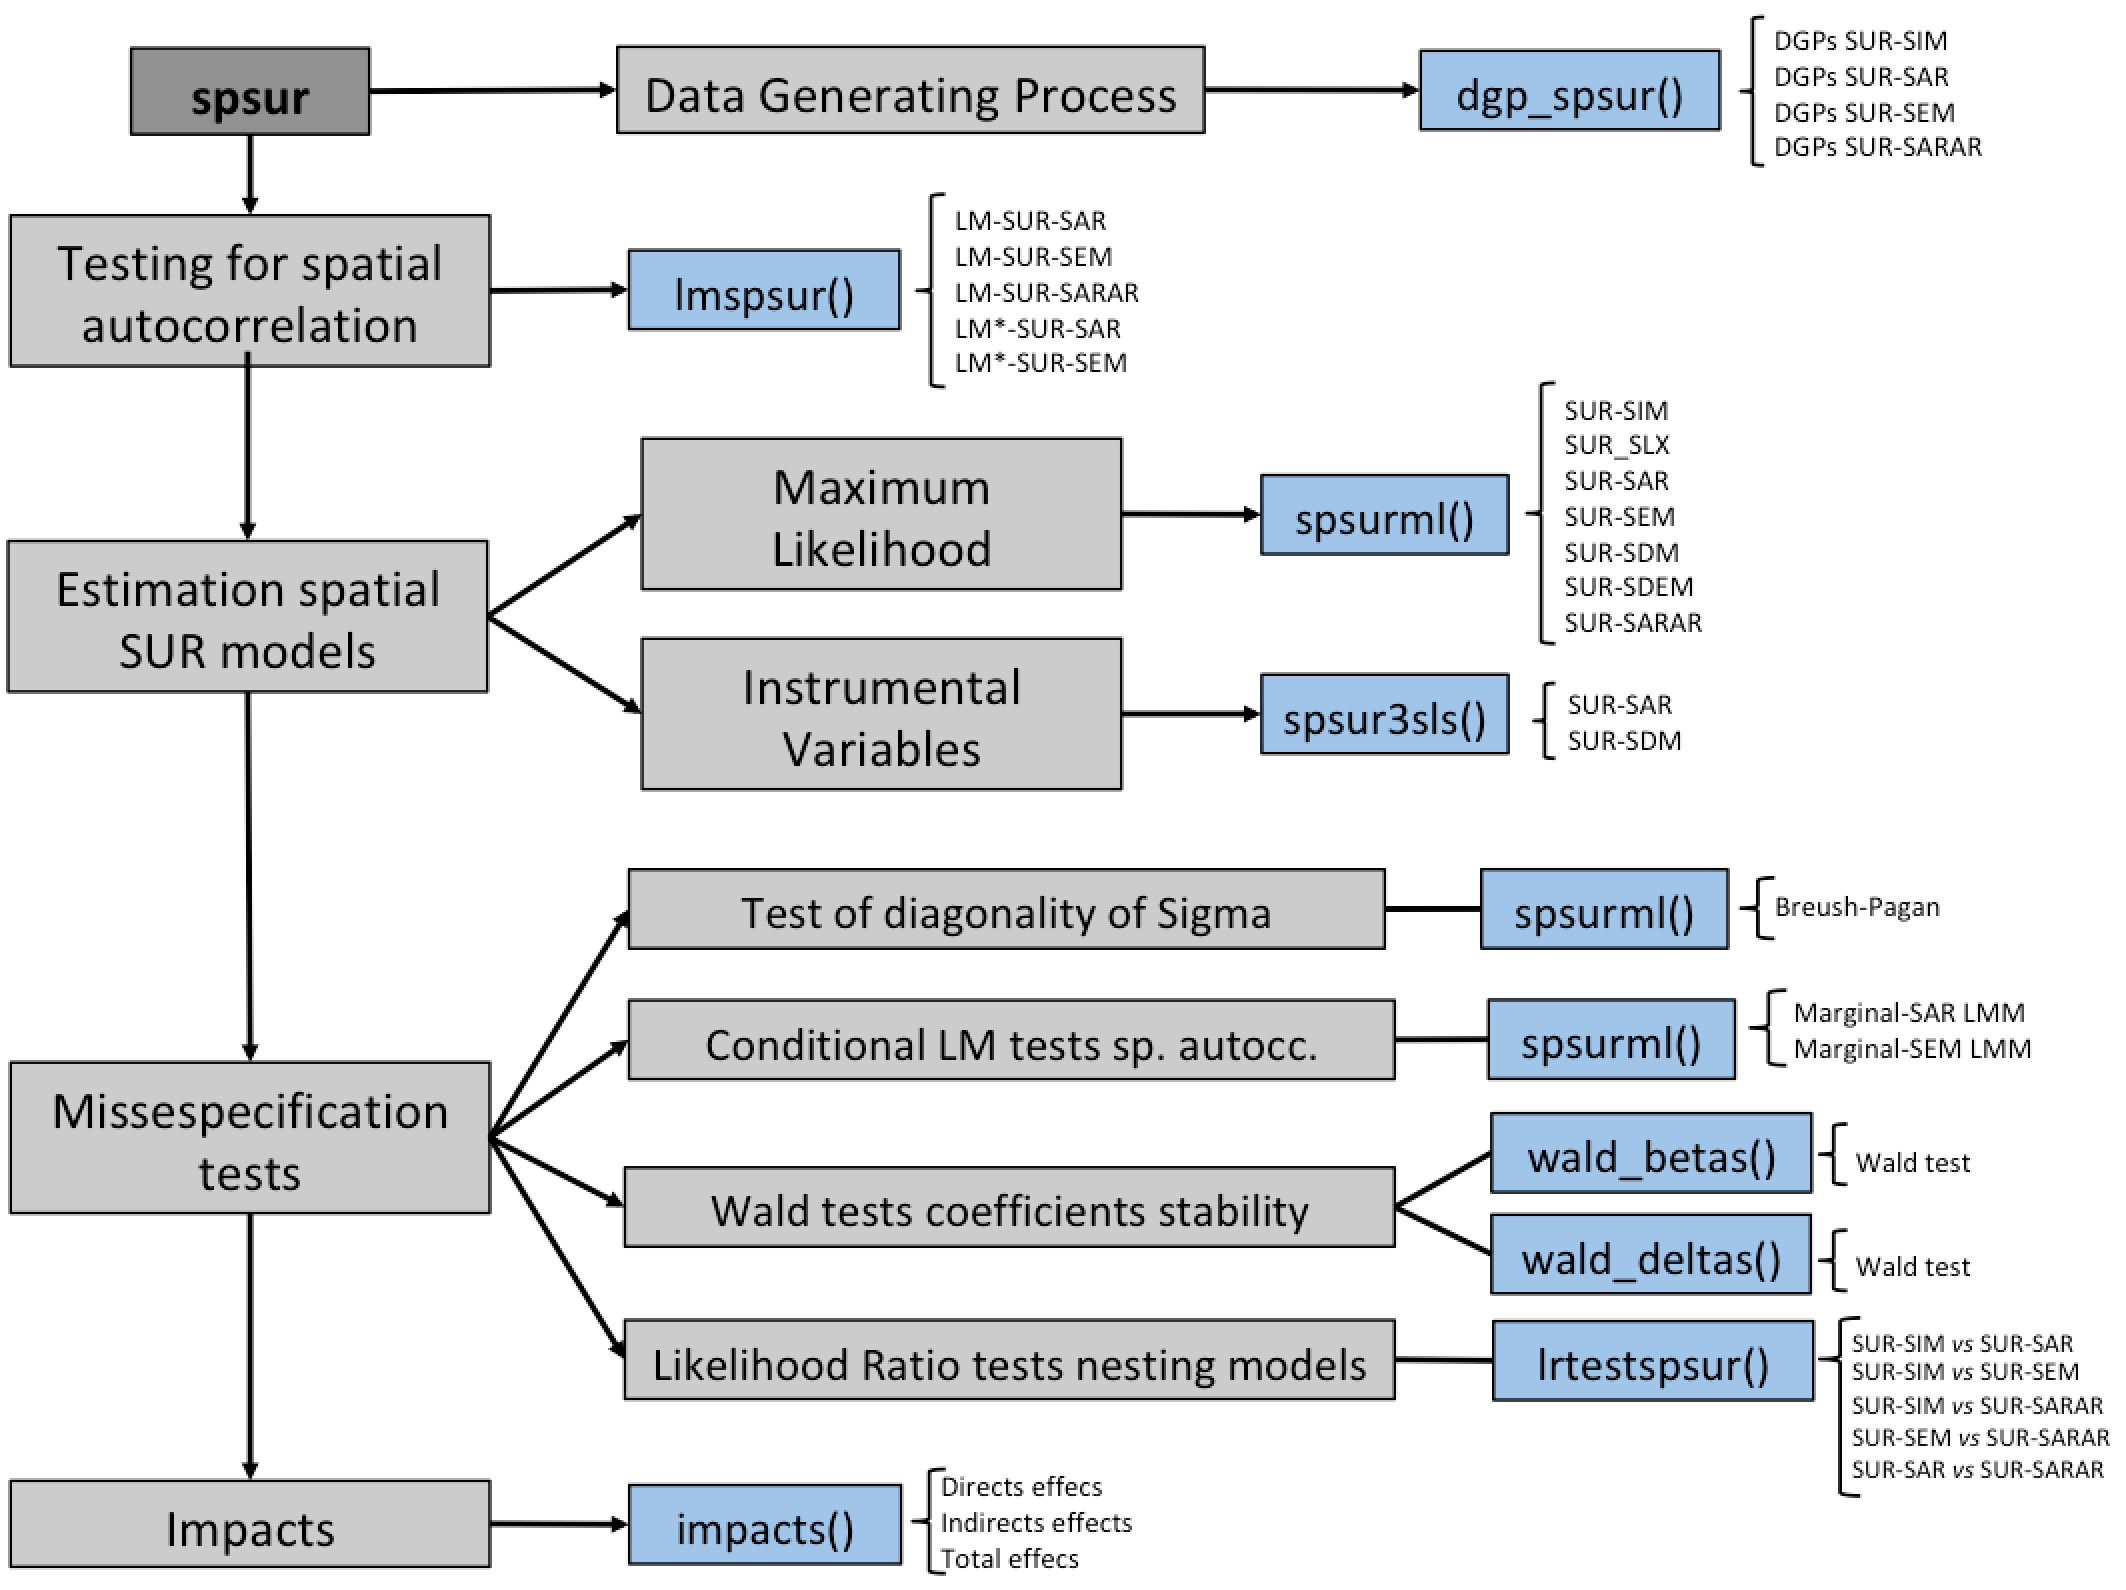 spsur
Data Generating Process
dgp_spsur()
DGPs SUR-SIM
DGPs SUR-SAR
DGPs SUR-SEM
DGPs SUR-SARAR
Testing for spatial
autocorrelation
lmspsur()
LM-SUR-SAR
LM-SUR-SEM
LM-SUR-SARAR
LM*-SUR-SAR
LM*-SUR-SEM
Estimation spatial
SUR models
Maximum
Likelihood
spsurml()
SUR-SIM
SUR_SLX
SUR-SAR
SUR-SEM
SUR-SDM
SUR-SDEM
SUR-SARAR
Instrumental
Variables
spsur3sls()
SUR-SAR
SUR-SDM
Missespecification
tests
Test of diagonality of Sigma
spsurml()
Breush-Pagan
Conditional LM tests sp. autocc.
spsurml()
Marginal-SAR LMM
Marginal-SEM LMM
Wald tests coefficients stability
wald_betas()
Wald test
wald_deltas()
Wald test
Likelihood Ratio tests nesting models
lrtestspsur()
SUR-SIM vs SUR-SAR
SUR-SIM vs SUR-SEM
SUR-SIM vs SUR-SARAR
SUR-SEM vs SUR-SARAR
SUR-SAR vs SUR-SARAR
Impacts
impacts()
Directs effecs
Indirects effects
Total effecs